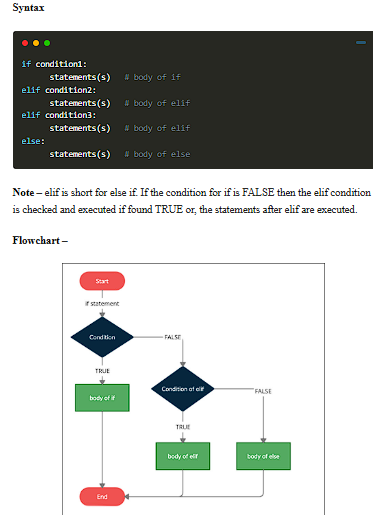 Syntax
if condition1:
statements(s) # body of if
elif condition2:
statements(s) # body of elif
elif condition3:
statements(s) # body of elif
else:
statements(s) # body of else
Note – elif is short for else if. If the condition for if is FALSE then the elif condition
is checked and executed if found TRUE or, the statements after elif are executed.
Flowchart –
Start
if statement
Condition
FALSE
TRUE
body of if
Condition of elif
FALSE
TRUE
body of elif
body of else
End